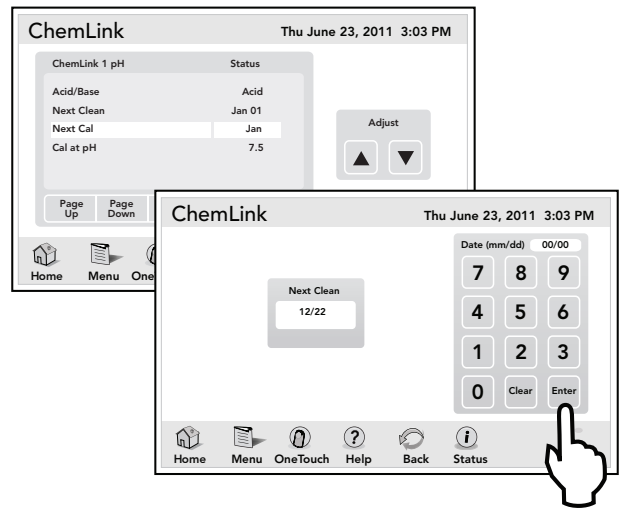 ChemLink Thu June 23, 2011 3:03 PM
ChemLink 1 pH Status
Acid/Base Acid
Next Clean Jan 01
Next Cal Jan
Cal at pH 7.5
Adjust
Page Up Page Down
Home Menu One
ChemLink Thu June 23, 2011 3:03 PM
Date (mm/dd) 00/00
Next Clean
12/22
7 8 9
4 5 6
1 2 3
0 Clear Enter
Home Menu OneTouch Help Back Status